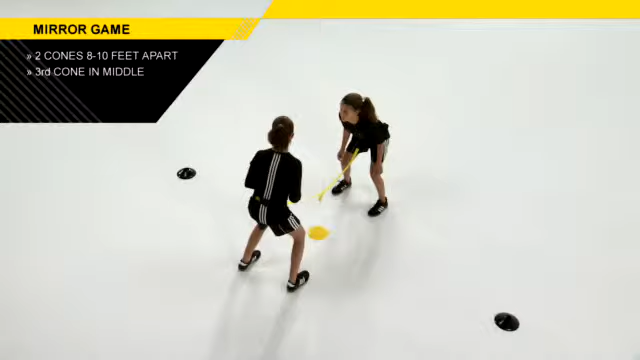 MIRROR GAME
» 2 CONES 8-10 FEET APART
» 3rd CONE IN MIDDLE